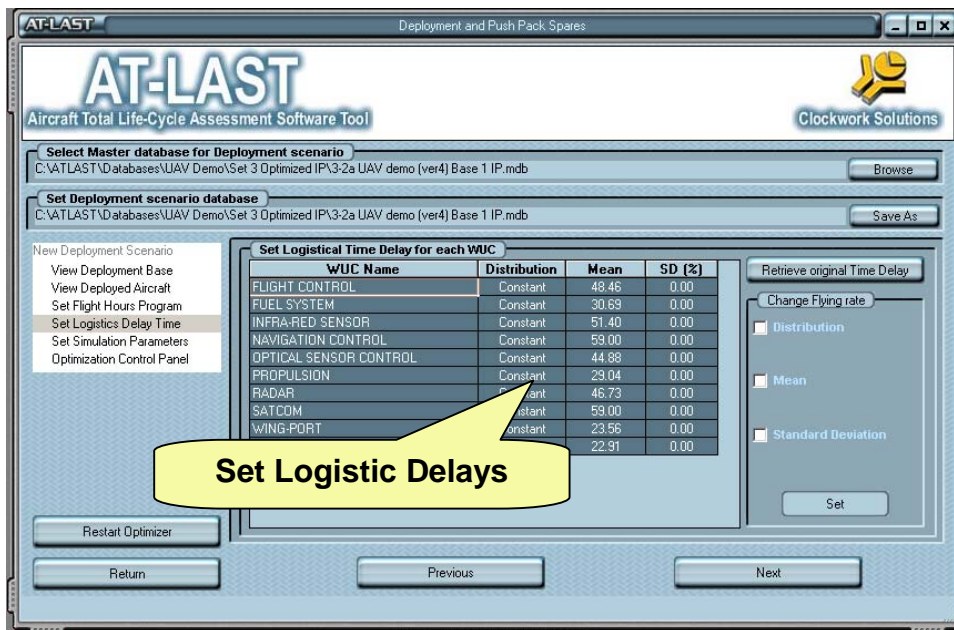 AT-LAST
Deployment and Push Pack Spares
AT-LAST
Aircraft Total Life-Cycle Assessment Software Tool
Clockwork Solutions
Select Master database for Deployment scenario
C:\ATLAST\Databases\UAV Demo\Set 3 Optimized IP\3-2a UAV demo (ver4) Base 1 IP.mdb
Browse
Set Deployment scenario database
C:\ATLAST\Databases\UAV Demo\Set 3 Optimized IP\3-2a UAV demo (ver4) Base 1 IP.mdb
Save As
New Deployment Scenario
View Deployment Base
View Deployed Aircraft
Set Flight Hours Program
Set Logistics Delay Time
Set Simulation Parameters
Optimization Control Panel
Set Logistical Time Delay for each WUC
WUC Name Distribution Mean SD (%)
FLIGHT CONTROL Constant 48.46 0.00
FUEL SYSTEM Constant 30.69 0.00
INFRA-RED SENSOR Constant 51.40 0.00
NAVIGATION CONTROL Constant 59.00 0.00
OPTICAL SENSOR CONTROL Constant 44.88 0.00
PROPULSION Constant 29.04 0.00
RADAR 46.73 0.00
SATCOM 59.00 0.00
WING-PORT 23.56 0.00
22.91 0.00
Set Logistic Delays
Retrieve original Time Delay
Change Flying rate
Distribution
Mean
Standard Deviation
Set
Restart Optimizer
Return
Previous
Next